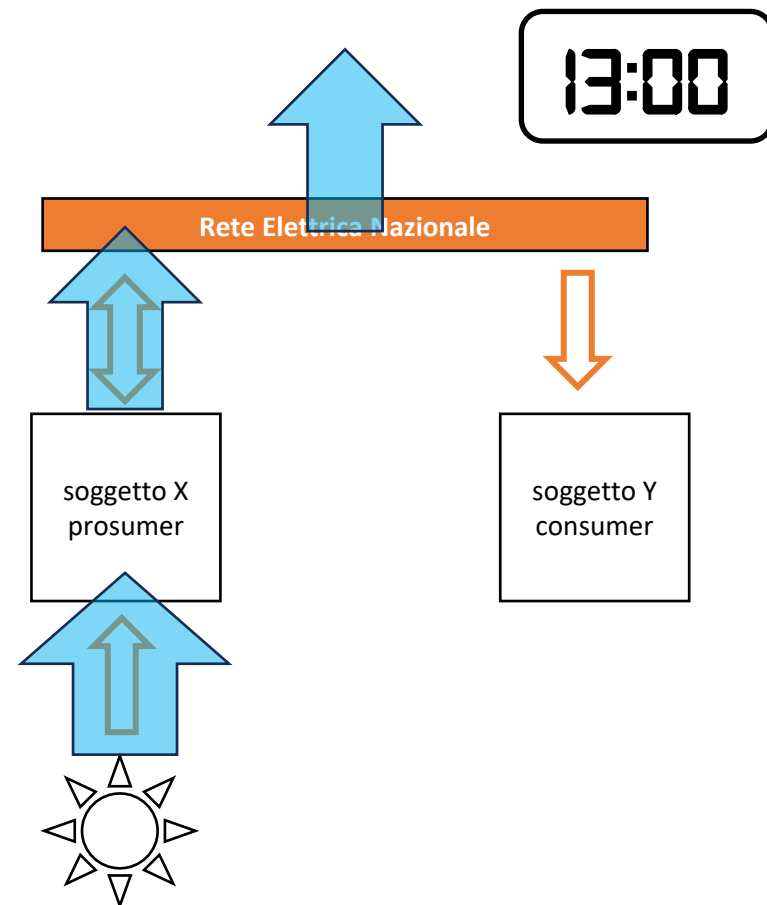 13:00
Rete Elettrica Nazionale
soggetto X
prosumer
soggetto Y
consumer